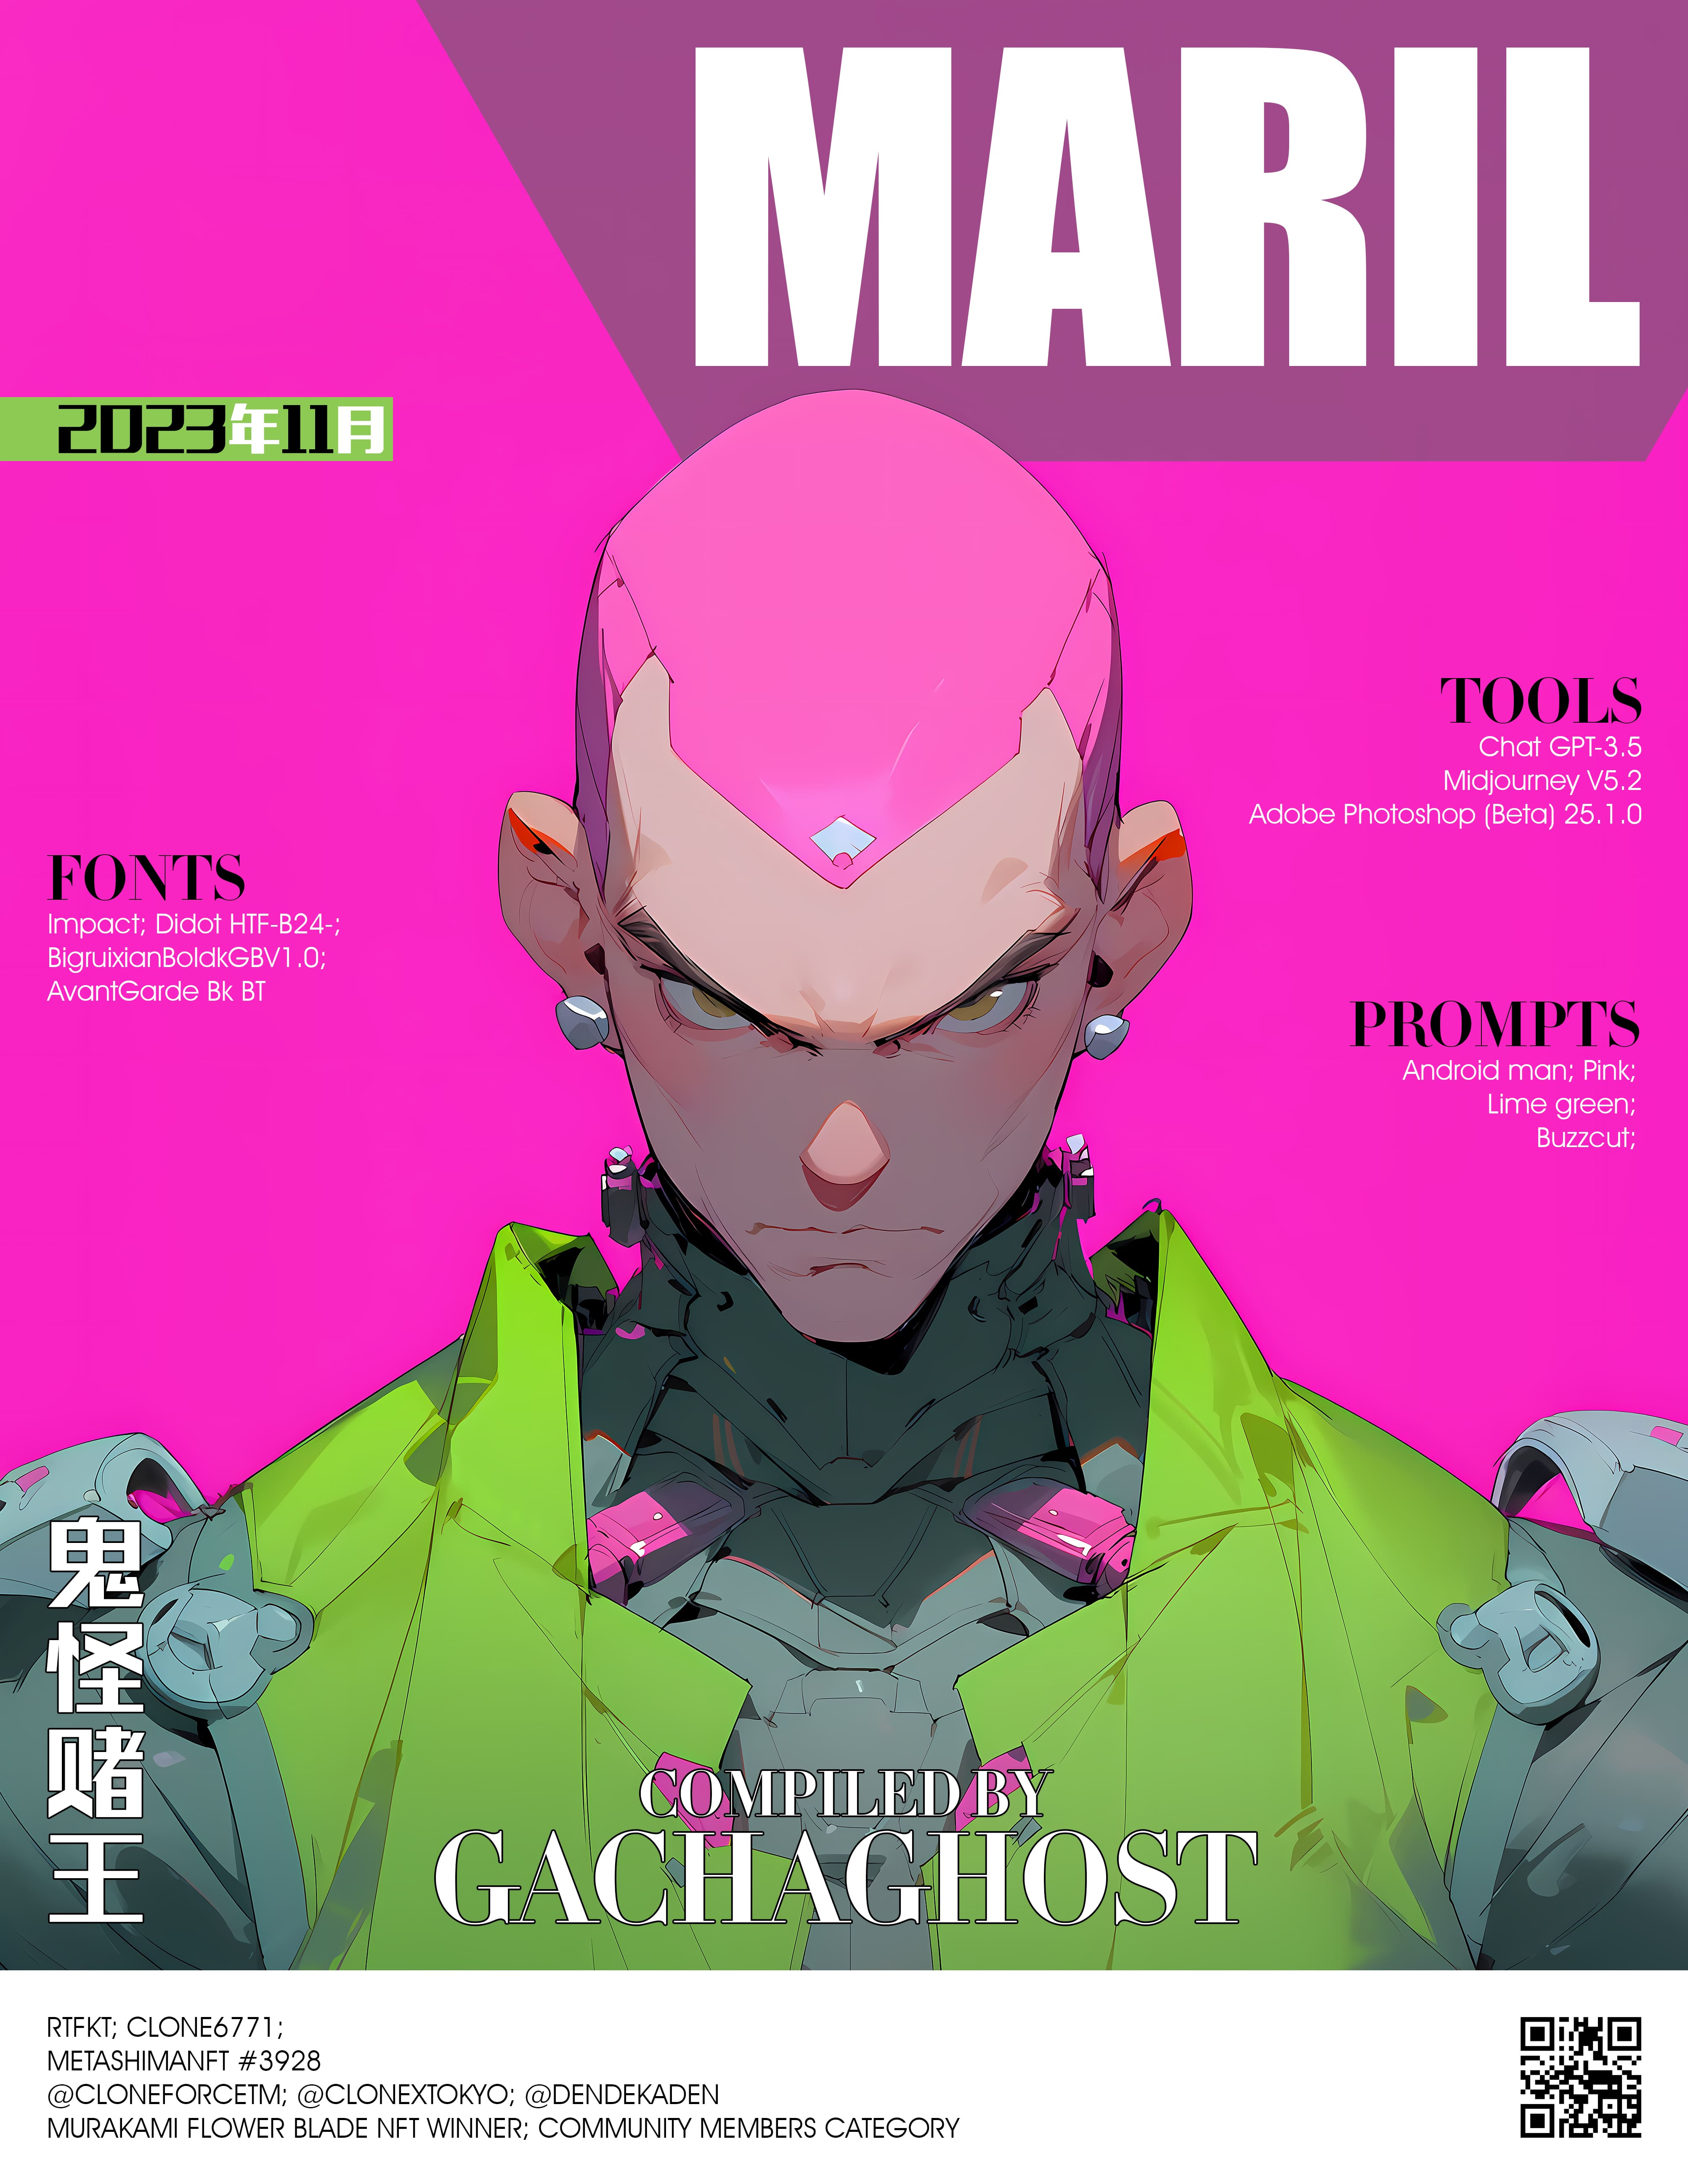 MARIL
2023年11月
TOOLS
Chat GPT-3.5
Midjourney V5.2
Adobe Photoshop (Beta) 25.1.0
FONTS
Impact; Didot HTF-B24-;
BigruixianBoldkGBV1.0;
AvantGarde Bk BT
PROMPTS
Android man; Pink;
Lime green;
Buzzcut;
鬼怪赌王
COMPILED BY
GACHAGHOST
RTFKT; CLONE6771;
METASHIMANFT #3928
@CLONEFORCETM; @CLONEXTOKYO; @DENDEKADEN
MURAKAMI FLOWER BLADE NFT WINNER; COMMUNITY MEMBERS CATEGORY